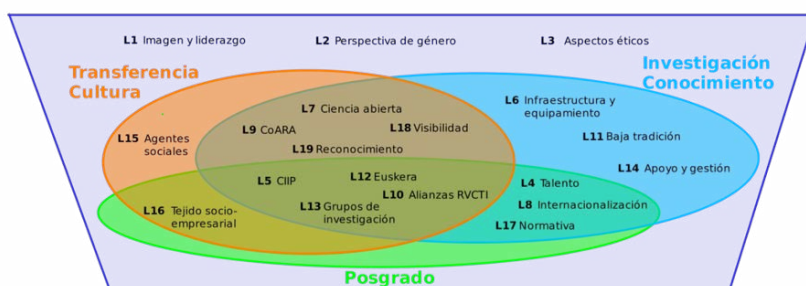 L1 Imagen y liderazgo
L2 Perspectiva de género
L3 Aspectos éticos
Transferencia
Cultura
Investigación
Conocimiento
L7 Ciencia abierta
L6 Infraestructura y
equipamiento
L9 CoARA
L18 Visibilidad
L15 Agentes
sociales
L11 Baja tradición
L19 Reconocimiento
L14 Apoyo y gestión
L5 CIIP
L12 Euskera
L4 Talento
L10 Alianzas RVCTI
L16 Tejido socio-
empresarial
L13 Grupos de
investigación
L8 Internacionalización
L17 Normativa
Posgrado